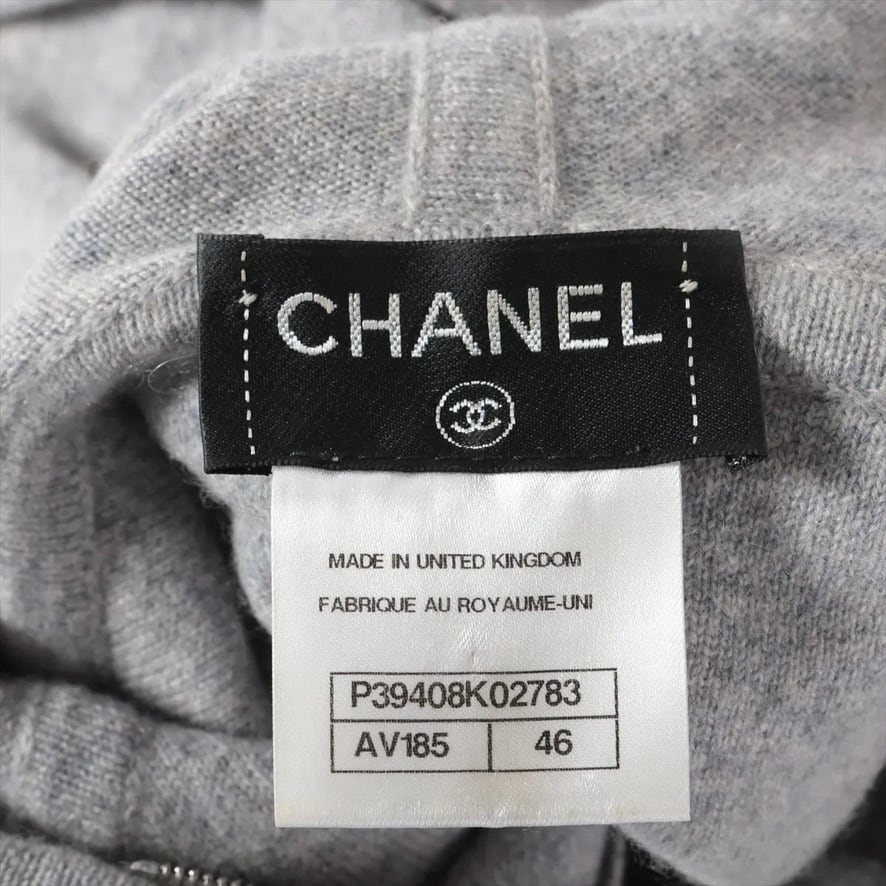 CHANEL
MADE IN UNITED KINGDOM
FABRIQUE AU ROYAUME-UNI
P39408K02783
AV185 46